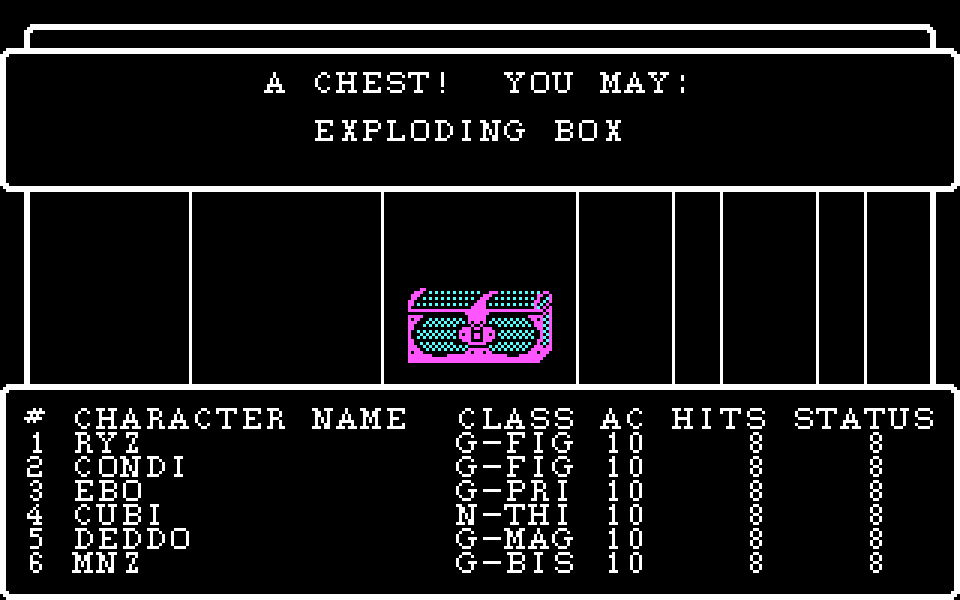 A CHEST! YOU MAY:
EXPLODING BOX
# CHARACTER NAME CLASS AC HITS STATUS
1 RYZ G-FIG 10 8 8
2 CONDI G-FIG 10 8 8
3 EBO G-PRI 10 8 8
4 CUBI N-THI 10 8 8
5 DEDDO G-MAG 10 8 8
6 MNZ G-BIS 10 8 8